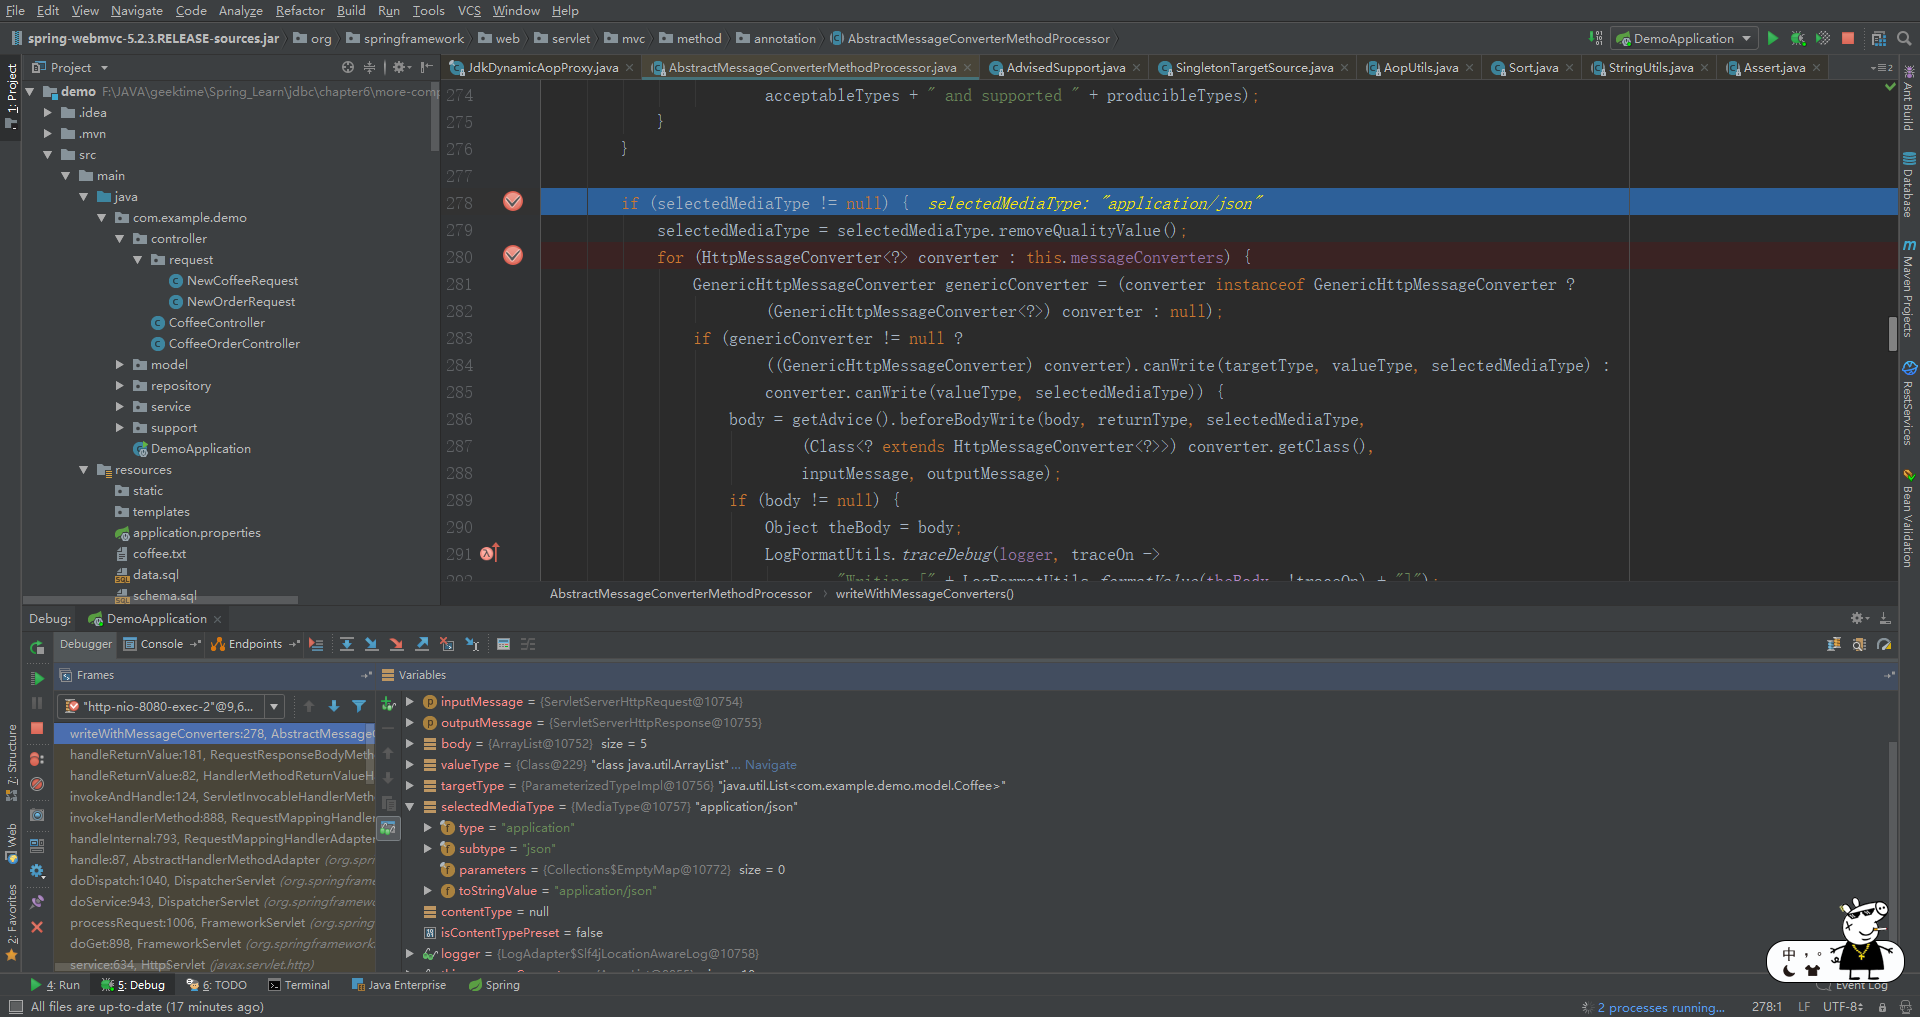 File Edit View Navigate Code Analyze Refactor Build Run Tools VCS Window Help
spring-webmvc-5.2.3.RELEASE-sources.jar org springframework web servlet mvc method annotation AbstractMessageConverterMethodProcessor
DemoApplication
Project
JdkDynamicAopProxy.java AbstractMessageConverterMethodProcessor.java AdvisedSupport.java SingletonTargetSource.java AopUtils.java Sort.java StringUtils.java Assert.java
1: Project
demo F:\JAVA\geektime\Spring_Learn\jdbc\chapter6\more-comp
.idea
.mvn
src
main
java
com.example.demo
controller
request
NewCoffeeRequest
NewOrderRequest
CoffeeController
CoffeeOrderController
model
repository
service
support
DemoApplication
resources
static
templates
application.properties
coffee.txt
data.sql
schema.sql
274 acceptableTypes + " and supported " + producibleTypes);
275 }
276 }
277
278 if (selectedMediaType != null) { selectedMediaType: "application/json"
279 selectedMediaType = selectedMediaType.removeQualityValue();
280 for (HttpMessageConverter<?> converter : this.messageConverters) {
281 GenericHttpMessageConverter genericConverter = (converter instanceof GenericHttpMessageConverter ?
282 (GenericHttpMessageConverter<?>) converter : null);
283 if (genericConverter != null ?
284 ((GenericHttpMessageConverter) converter).canWrite(targetType, valueType, selectedMediaType) :
285 converter.canWrite(valueType, selectedMediaType)) {
286 body = getAdvice().beforeBodyWrite(body, returnType, selectedMediaType,
287 (Class<? extends HttpMessageConverter<?>>) converter.getClass(),
288 inputMessage, outputMessage);
289 if (body != null) {
290 Object theBody = body;
291 LogFormatUtils.traceDebug(logger, traceOn ->
292 "Writing [" + LogFormatUtils.formatValue(theBody, !traceOn) + "]");
AbstractMessageConverterMethodProcessor writeWithMessageConverters()
Ant Build
Database
Maven Projects
RestServices
Bean Validation
Debug: DemoApplication
Debugger Console Endpoints
Frames
Variables
"http-nio-8080-exec-2"@9,6...
writeWithMessageConverters:278, AbstractMessageC
handleReturnValue:181, RequestResponseBodyMeth
handleReturnValue:82, HandlerMethodReturnValueH
invokeAndHandle:124, ServletInvocableHandlerMeth
invokeHandlerMethod:888, RequestMappingHandler
handleInternal:793, RequestMappingHandlerAdapter
handle:87, AbstractHandlerMethodAdapter (org.spri
doDispatch:1040, DispatcherServlet (org.springframe
doService:943, DispatcherServlet (org.springframew
processRequest:1006, FrameworkServlet (org.spring
doGet:898, FrameworkServlet (org.springframework.
service:634, HttpServlet (javax.servlet.http)
inputMessage = {ServletServerHttpRequest@10754}
outputMessage = {ServletServerHttpResponse@10755}
body = {ArrayList@10752} size = 5
valueType = {Class@229} "class java.util.ArrayList"... Navigate
targetType = {ParameterizedTypeImpl@10756} "java.util.List<com.example.demo.model.Coffee>"
selectedMediaType = {MediaType@10757} "application/json"
type = "application"
subtype = "json"
parameters = {Collections$EmptyMap@10772} size = 0
toStringValue = "application/json"
contentType = null
isContentTypePreset = false
logger = {LogAdapter$Slf4jLocationAwareLog@10758}
7: Structure
Web
2: Favorites
中
4: Run 5: Debug 6: TODO Terminal Java Enterprise Spring Event Log
All files are up-to-date (17 minutes ago)
2 processes running... 278:1 LF UTF-8